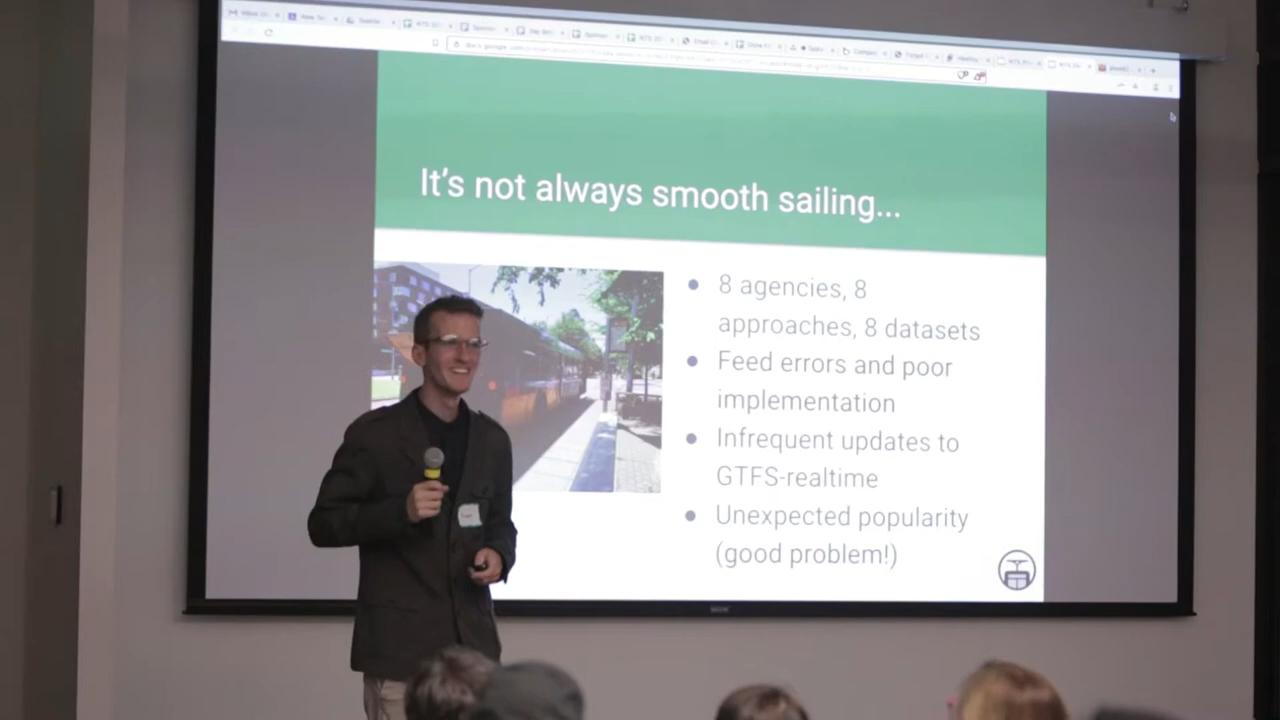 It's not always smooth sailing...
8 agencies, 8
approaches, 8 datasets
Feed errors and poor
implementation
Infrequent updates to
GTFS-realtime
Unexpected popularity
(good problem!)